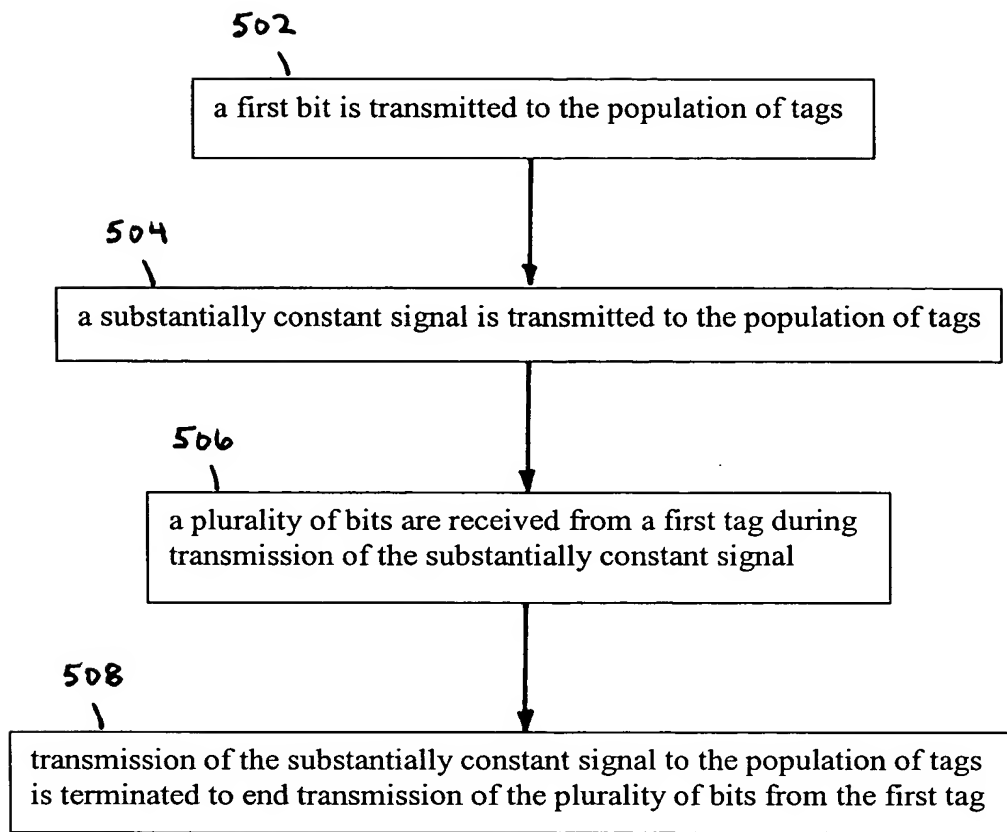 502
a first bit is transmitted to the population of tags
504
a substantially constant signal is transmitted to the population of tags
506
a plurality of bits are received from a first tag during
transmission of the substantially constant signal
508
transmission of the substantially constant signal to the population of tags
is terminated to end transmission of the plurality of bits from the first tag